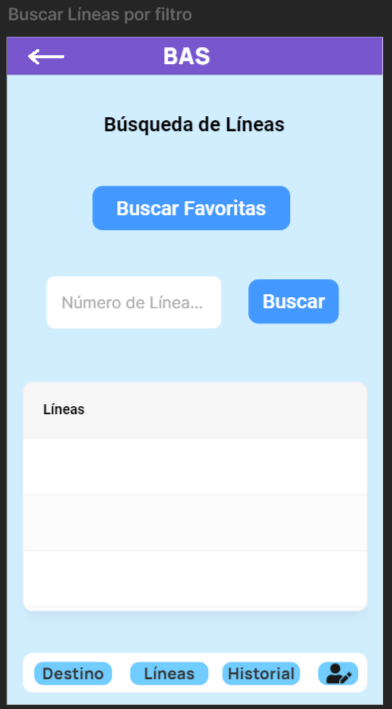 Buscar Líneas por filtro
BAS
Búsqueda de Líneas
Buscar Favoritas
Número de Línea...
Buscar
Líneas
Destino
Líneas
Historial